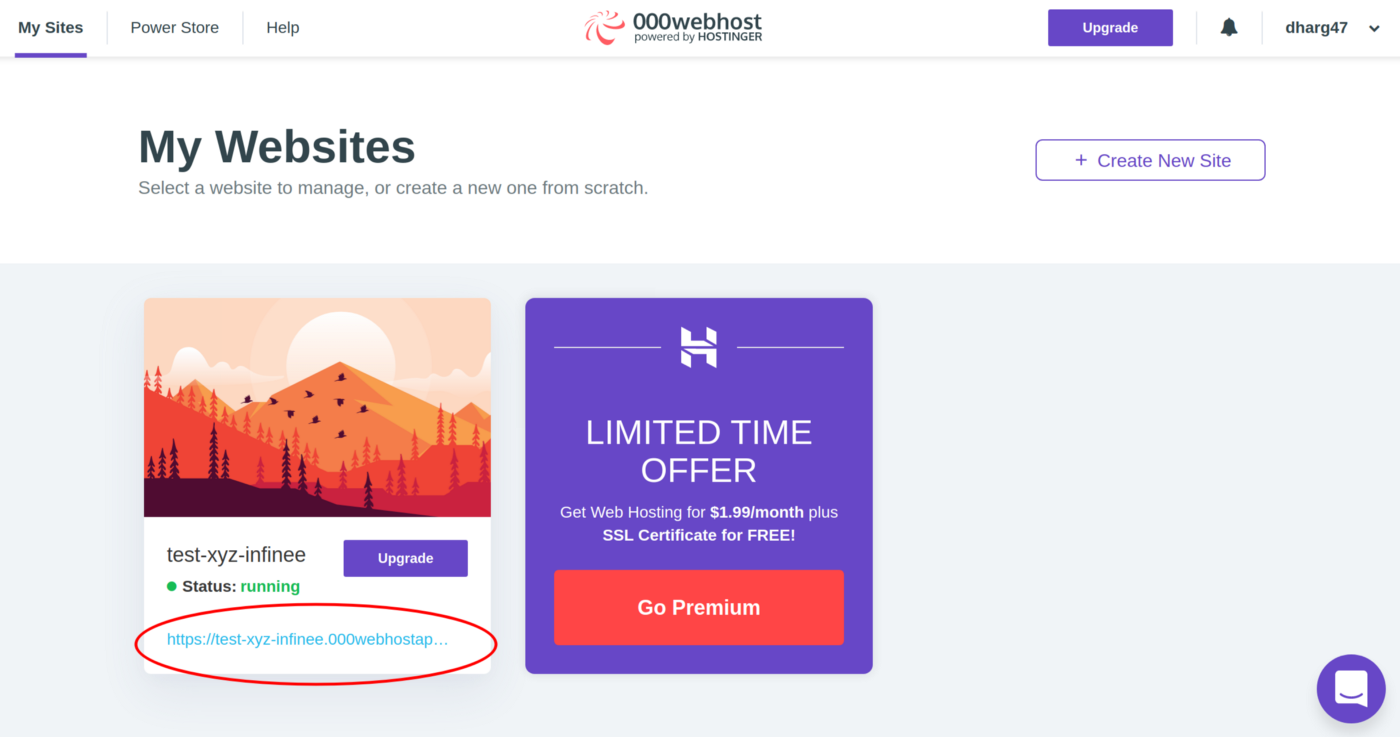 My Sites
Power Store
Help
000webhost
powered by HOSTINGER
Upgrade
dharg47
My Websites
Select a website to manage, or create a new one from scratch.
+ Create New Site
test-xyz-infinee
Upgrade
Status: running
https://test-xyz-infinee.000webhostap...
LIMITED TIME
OFFER
Get Web Hosting for $1.99/month plus
SSL Certificate for FREE!
Go Premium